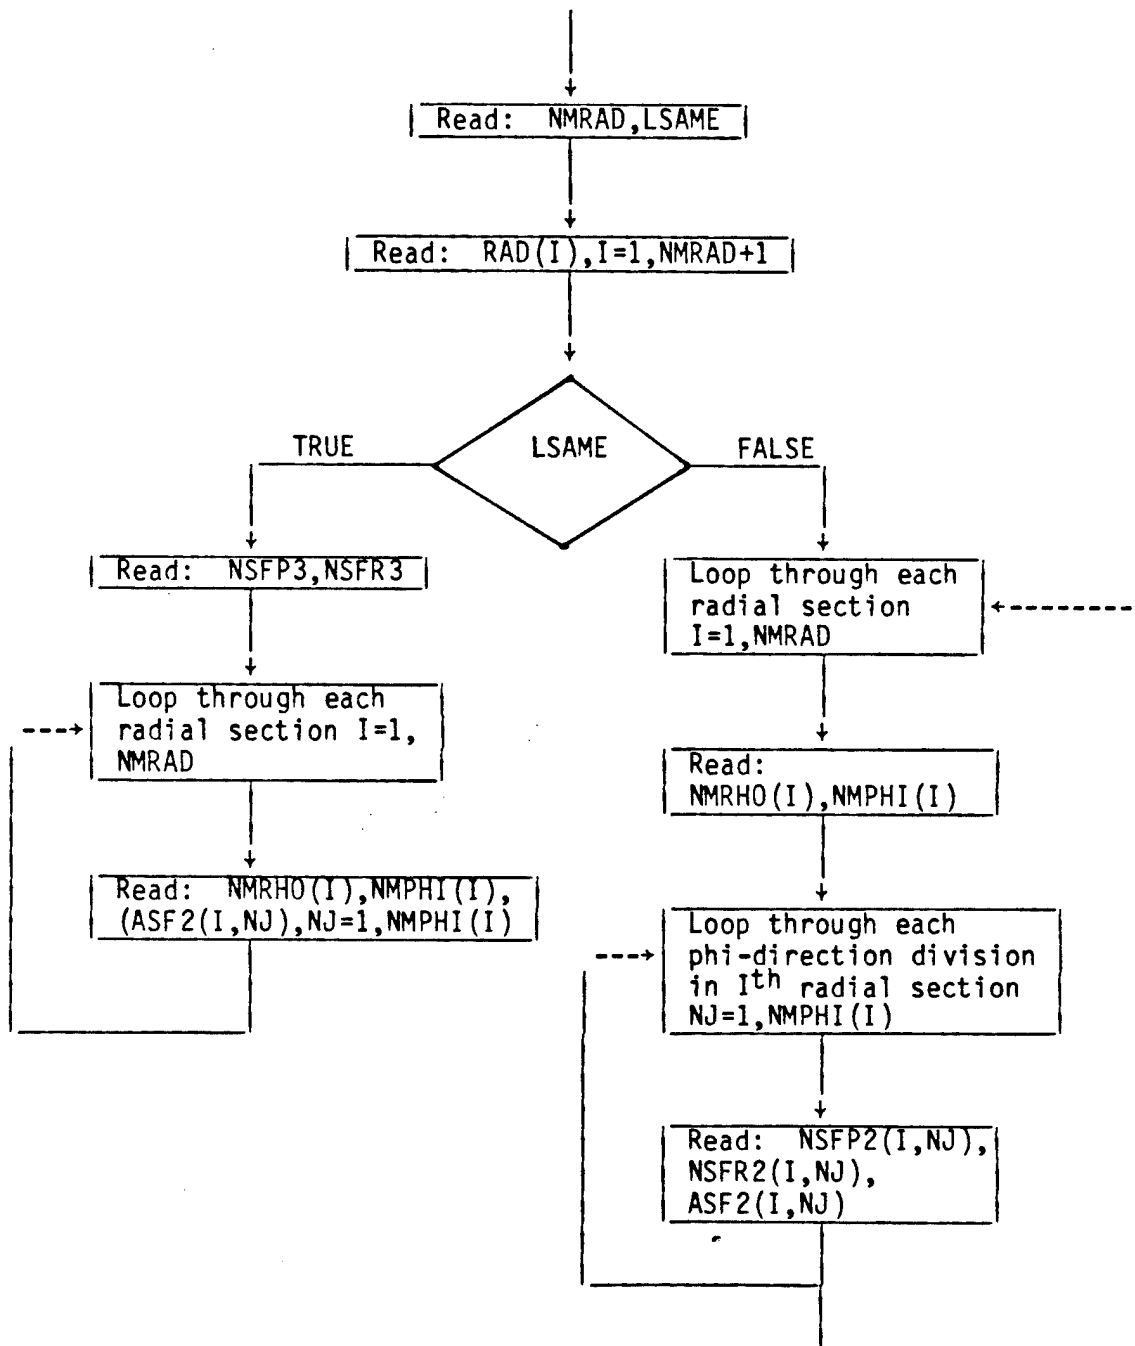 Read: NMRAD,LSAME
Read: RAD(I),I=1,NMRAD+1
LSAME
TRUE
FALSE
Read: NSFP3,NSFR3
Loop through each
radial section I=1,
NMRAD
Read: NMRHO(I),NMPHI(I),
(ASF2(I,NJ),NJ=1,NMPHI(I)
Loop through each
radial section
I=1,NMRAD
Read:
NMRHO(I),NMPHI(I)
Loop through each
phi-direction division
in Ith radial section
NJ=1,NMPHI(I)
Read: NSFP2(I,NJ),
NSFR2(I,NJ),
ASF2(I,NJ)